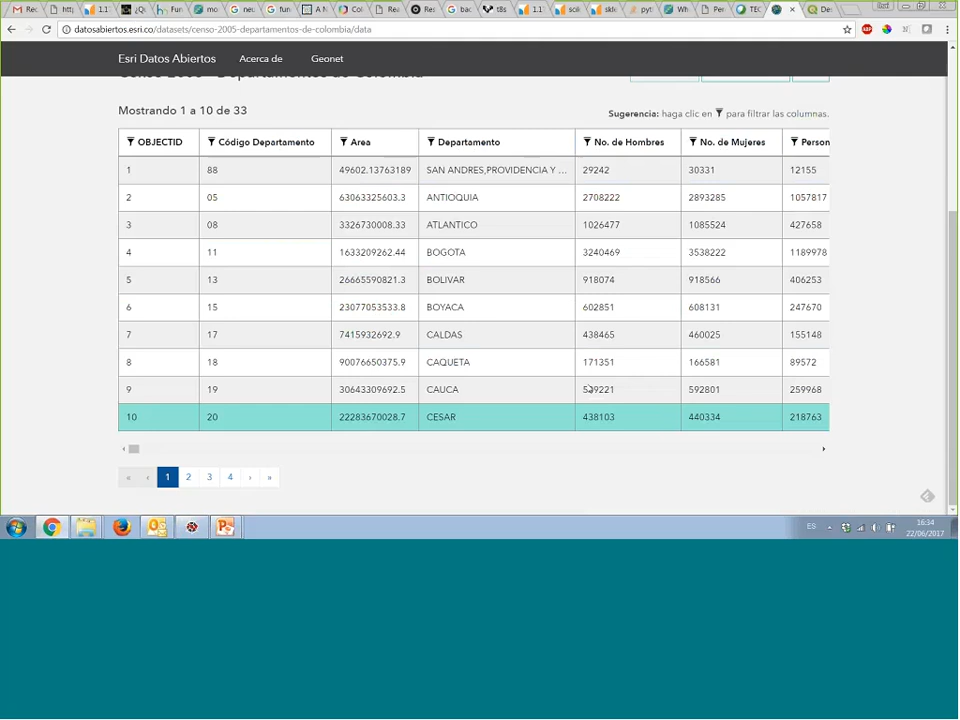 datosabiertos.esri.co/datasets/censo-2005-departamentos-de-colombia/data
Esri Datos Abiertos Acerca de Geonet
Mostrando 1 a 10 de 33
Sugerencia: haga clic en para filtrar las columnas.
OBJECTID Código Departamento Area Departamento No. de Hombres No. de Mujeres Person
1 88 49602.13763189 SAN ANDRES,PROVIDENCIA Y ... 29242 30331 12155
2 05 63063325603.3 ANTIOQUIA 2708222 2893285 1057817
3 08 3326730008.33 ATLANTICO 1026477 1085524 427658
4 11 1633209262.44 BOGOTA 3240469 3538222 1189978
5 13 26665590821.3 BOLIVAR 918074 918566 406253
6 15 23077053533.8 BOYACA 602851 608131 247670
7 17 7415932692.9 CALDAS 438465 460025 155148
8 18 90076650375.9 CAQUETA 171351 166581 89572
9 19 30643309692.5 CAUCA 592801 259968
10 20 22283670028.7 CESAR 438103 440334 218763
« ‹ 1 2 3 4 › »
ES 16:34
22/06/2017